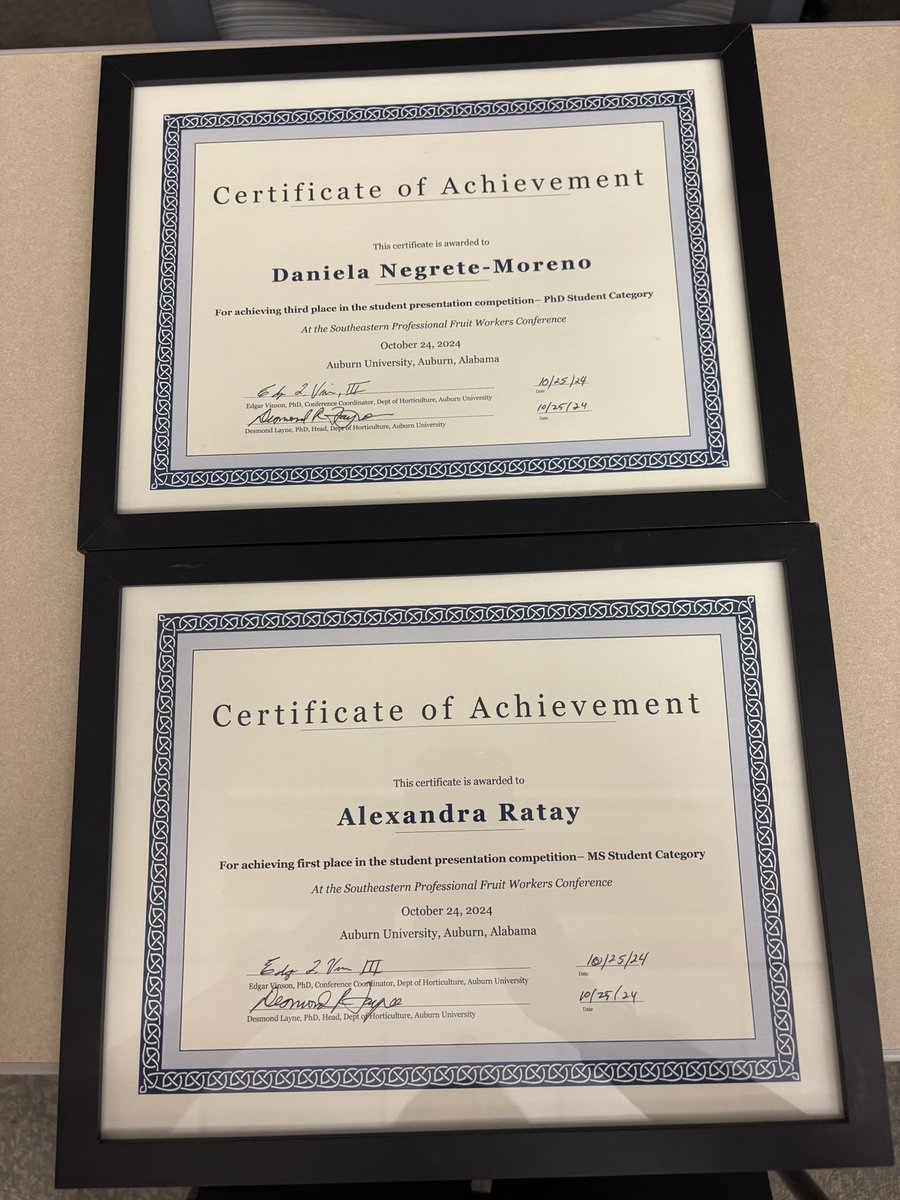 Certificate of Achievement
This certificate is awarded to
Daniela Negrete-Moreno
For achieving third place in the student presentation competition– PhD Student Category
At the Southeastern Professional Fruit Workers Conference
October 24, 2024
Auburn University, Auburn, Alabama
10/25/24
Edgar Vinson, PhD, Conference Coordinator, Dept of Horticulture, Auburn University
Date
10/25/24
Desmond Layne, PhD, Head, Dept of Horticulture, Auburn University
Date
Certificate of Achievement
This certificate is awarded to
Alexandra Ratay
For achieving first place in the student presentation competition– MS Student Category
At the Southeastern Professional Fruit Workers Conference
October 24, 2024
Auburn University, Auburn, Alabama
10/25/24
Edgar Vinson, PhD, Conference Coordinator, Dept of Horticulture, Auburn University
Date
10/25/24
Desmond Layne, PhD, Head, Dept of Horticulture, Auburn University
Date